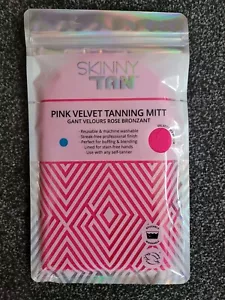 SKINNY
TAN
PINK VELVET TANNING MITT
GANT VELOURS ROSE BRONZANT
- Reusable & machine washable
- Streak-free professional finish
- Perfect for buffing & blending
- Lined for stain free hands
- Use with any self-tanner